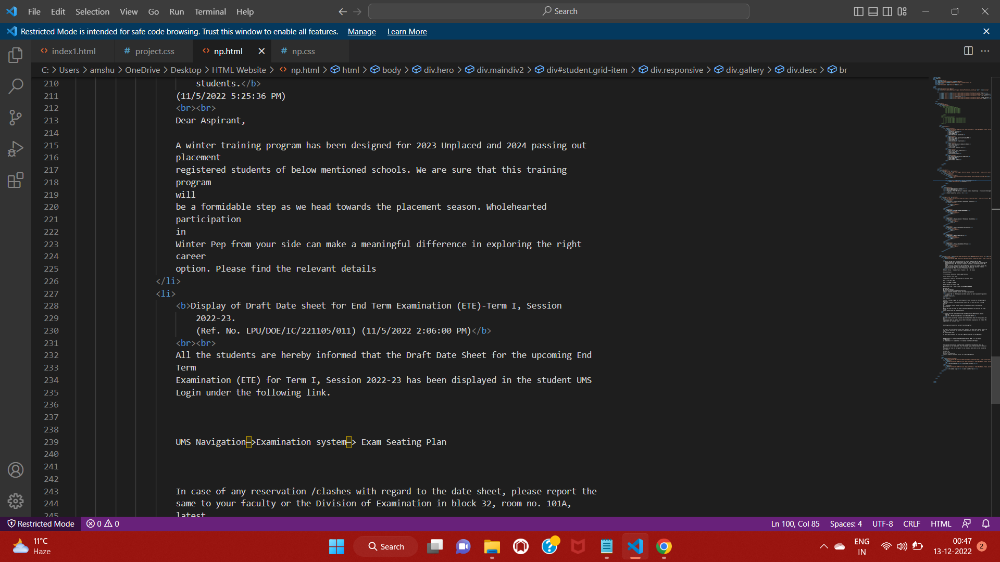 File Edit Selection View Go Run Terminal Help Search
Restricted Mode is intended for safe code browsing. Trust this window to enable all features. Manage Learn More
index1.html # project.css np.html # np.css
C: > Users > amshu > OneDrive > Desktop > HTML Website > np.html > html > body > div.hero > div.maindiv2 > div#student.grid-item > div.responsive > div.gallery > div.desc > br
210 students.</b>
211 (11/5/2022 5:25:36 PM)
212 <br><br>
213 Dear Aspirant,
214
215 A winter training program has been designed for 2023 Unplaced and 2024 passing out
216 placement
217 registered students of below mentioned schools. We are sure that this training
218 program
219 will
220 be a formidable step as we head towards the placement season. Wholehearted
221 participation
222 in
223 Winter Pep from your side can make a meaningful difference in exploring the right
224 career
225 option. Please find the relevant details
226 </li>
227 <li>
228 <b>Display of Draft Date sheet for End Term Examination (ETE)-Term I, Session
229 2022-23.
230 (Ref. No. LPU/DOE/IC/221105/011) (11/5/2022 2:06:00 PM)</b>
231 <br><br>
232 All the students are hereby informed that the Draft Date Sheet for the upcoming End
233 Term
234 Examination (ETE) for Term I, Session 2022-23 has been displayed in the student UMS
235 Login under the following link.
236
237
238
239 UMS Navigation–>Examination system–> Exam Seating Plan
240
241
242
243 In case of any reservation /clashes with regard to the date sheet, please report the
244 same to your faculty or the Division of Examination in block 32, room no. 101A,
245 latest
Restricted Mode 0 0 Ln 100, Col 85 Spaces: 4 UTF-8 CRLF HTML
11°C
Haze
Search
ENG
IN
00:47
13-12-2022
2